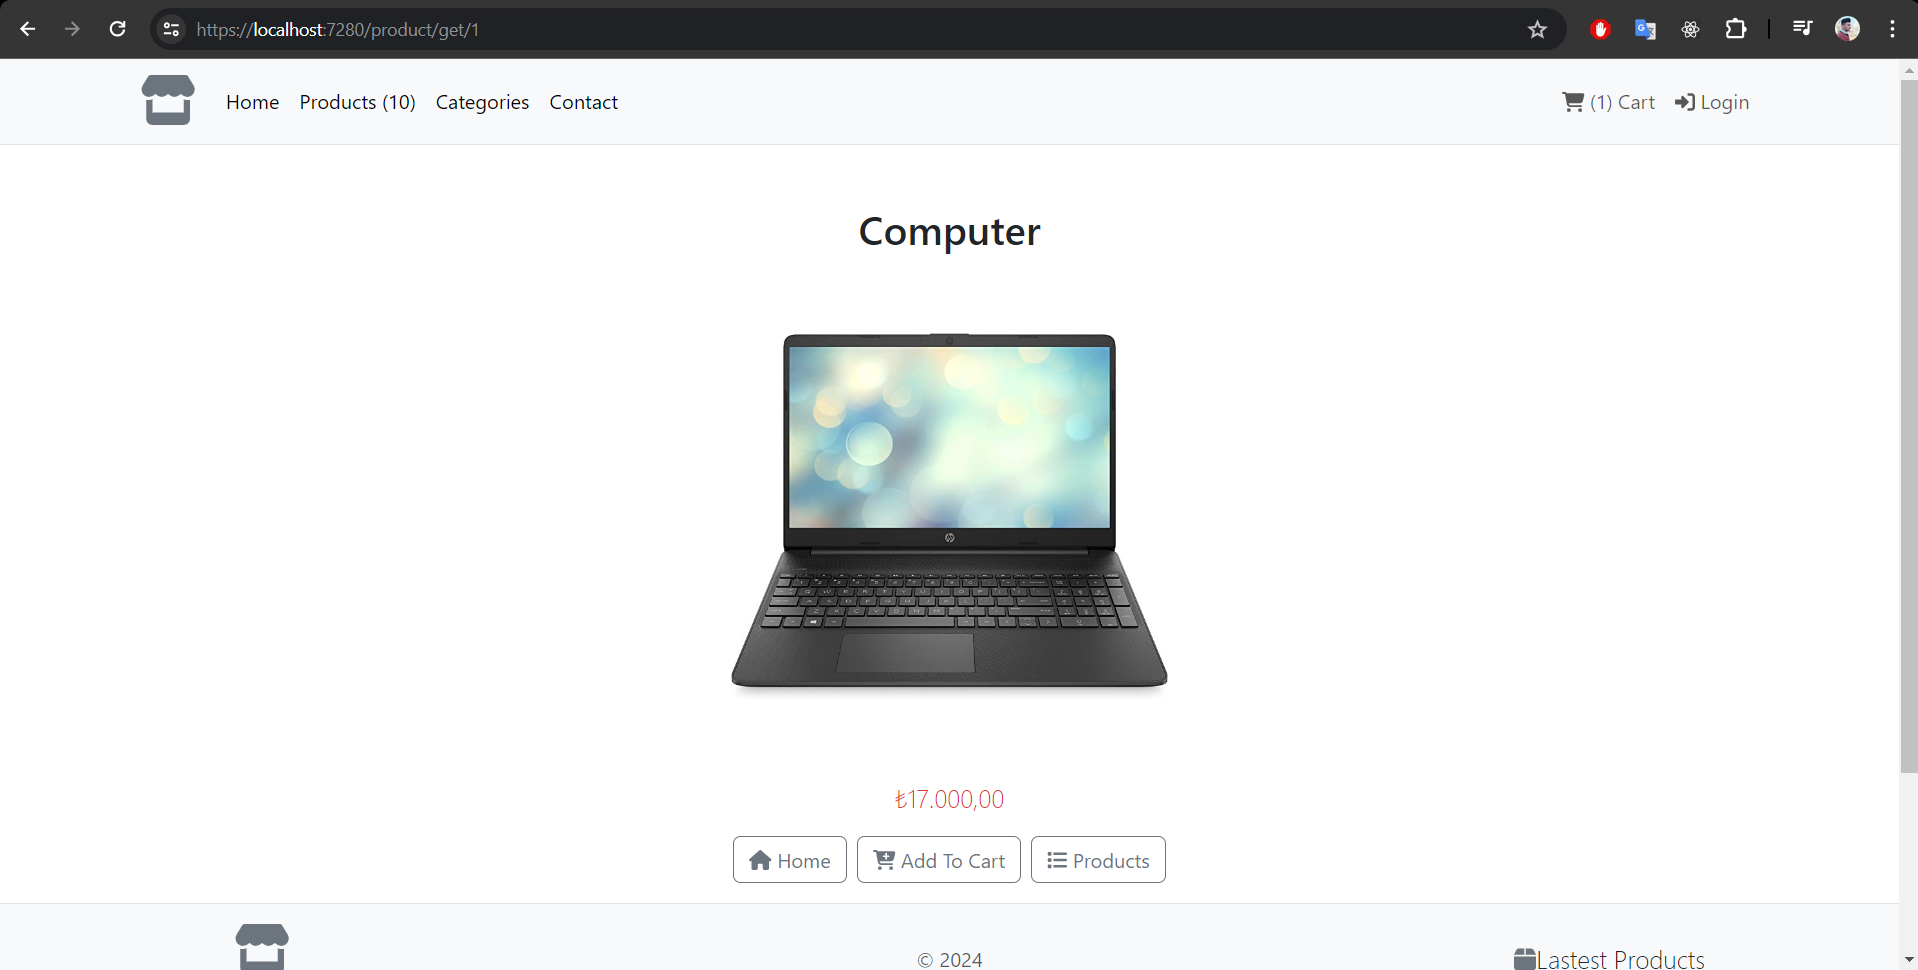 https://localhost:7280/product/get/1
Home Products (10) Categories Contact (1) Cart Login
Computer
hp
₺17.000,00
Home Add To Cart Products
© 2024 Lastest Products